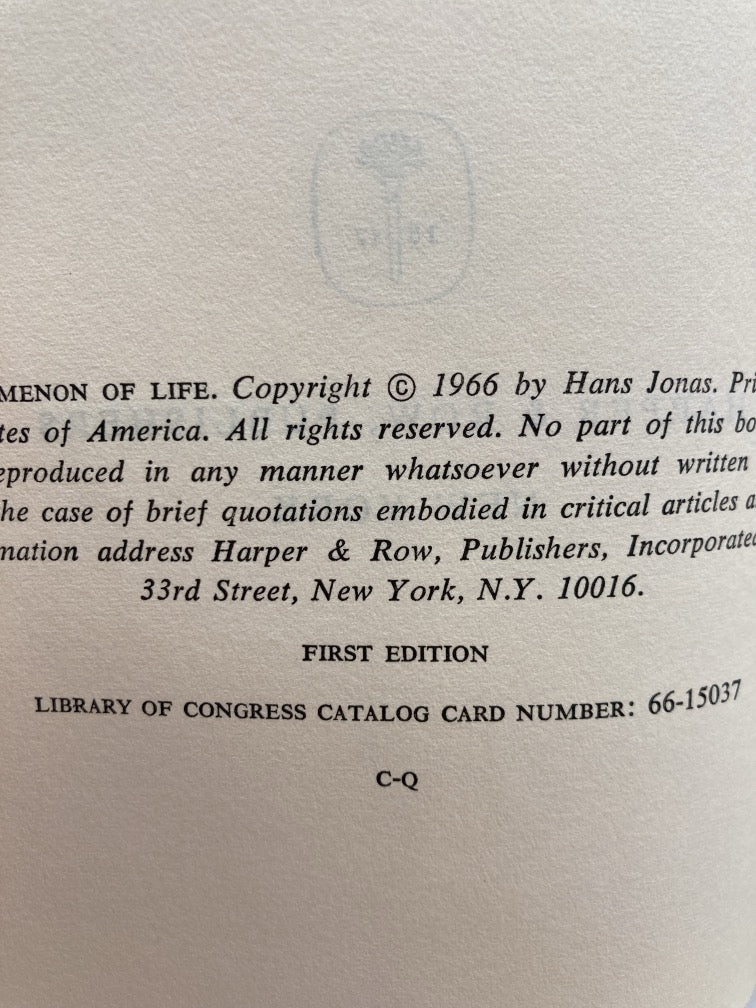 MENON OF LIFE. Copyright © 1966 by Hans Jonas. Pri
tes of America. All rights reserved. No part of this bo
eproduced in any manner whatsoever without written
he case of brief quotations embodied in critical articles a
mation address Harper & Row, Publishers, Incorporated
33rd Street, New York, N.Y. 10016.
FIRST EDITION
LIBRARY OF CONGRESS CATALOG CARD NUMBER: 66-15037
C-Q